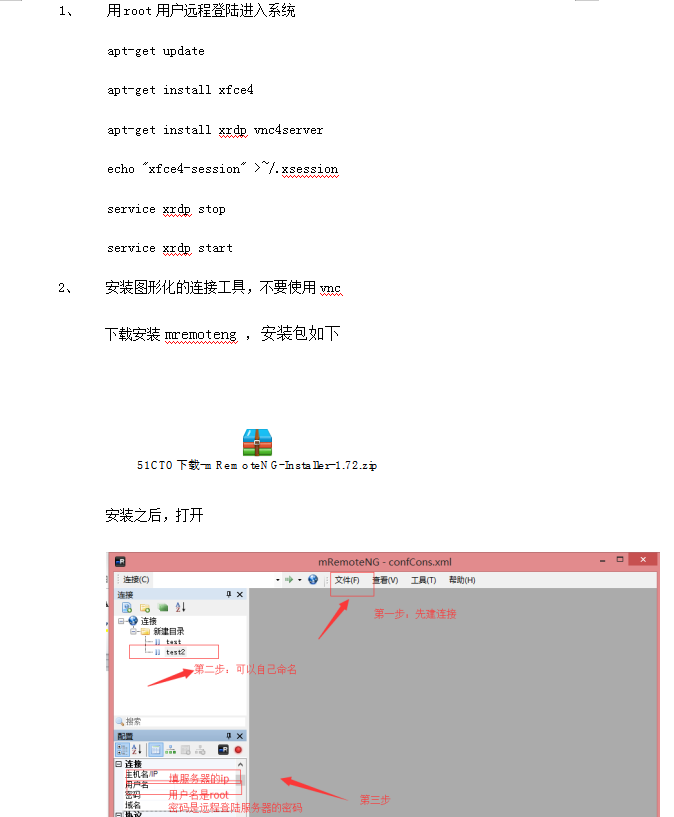 1、 用 root 用户远程登陆进入系统
apt-get update
apt-get install xfce4
apt-get install xrdp vnc4server
echo "xfce4-session" >~/.xsession
service xrdp stop
service xrdp start
2、 安装图形化的连接工具，不要使用 vnc
下载安装 mremoteng ，安装包如下
51CTO下载-mRemoteNG-Installer-1.72.zip
安装之后，打开
mRemoteNG - confCons.xml
连接(C) 文件(F) 查看(V) 工具(T) 帮助(H)
连接
第一步：先建连接
连接
新建目录
test
test2
第二步：可以自己命名
搜索
配置
连接
主机名/IP 填服务器的ip
用户名
密码 用户名是root
第三步
域名 密码是远程登陆服务器的密码
协议